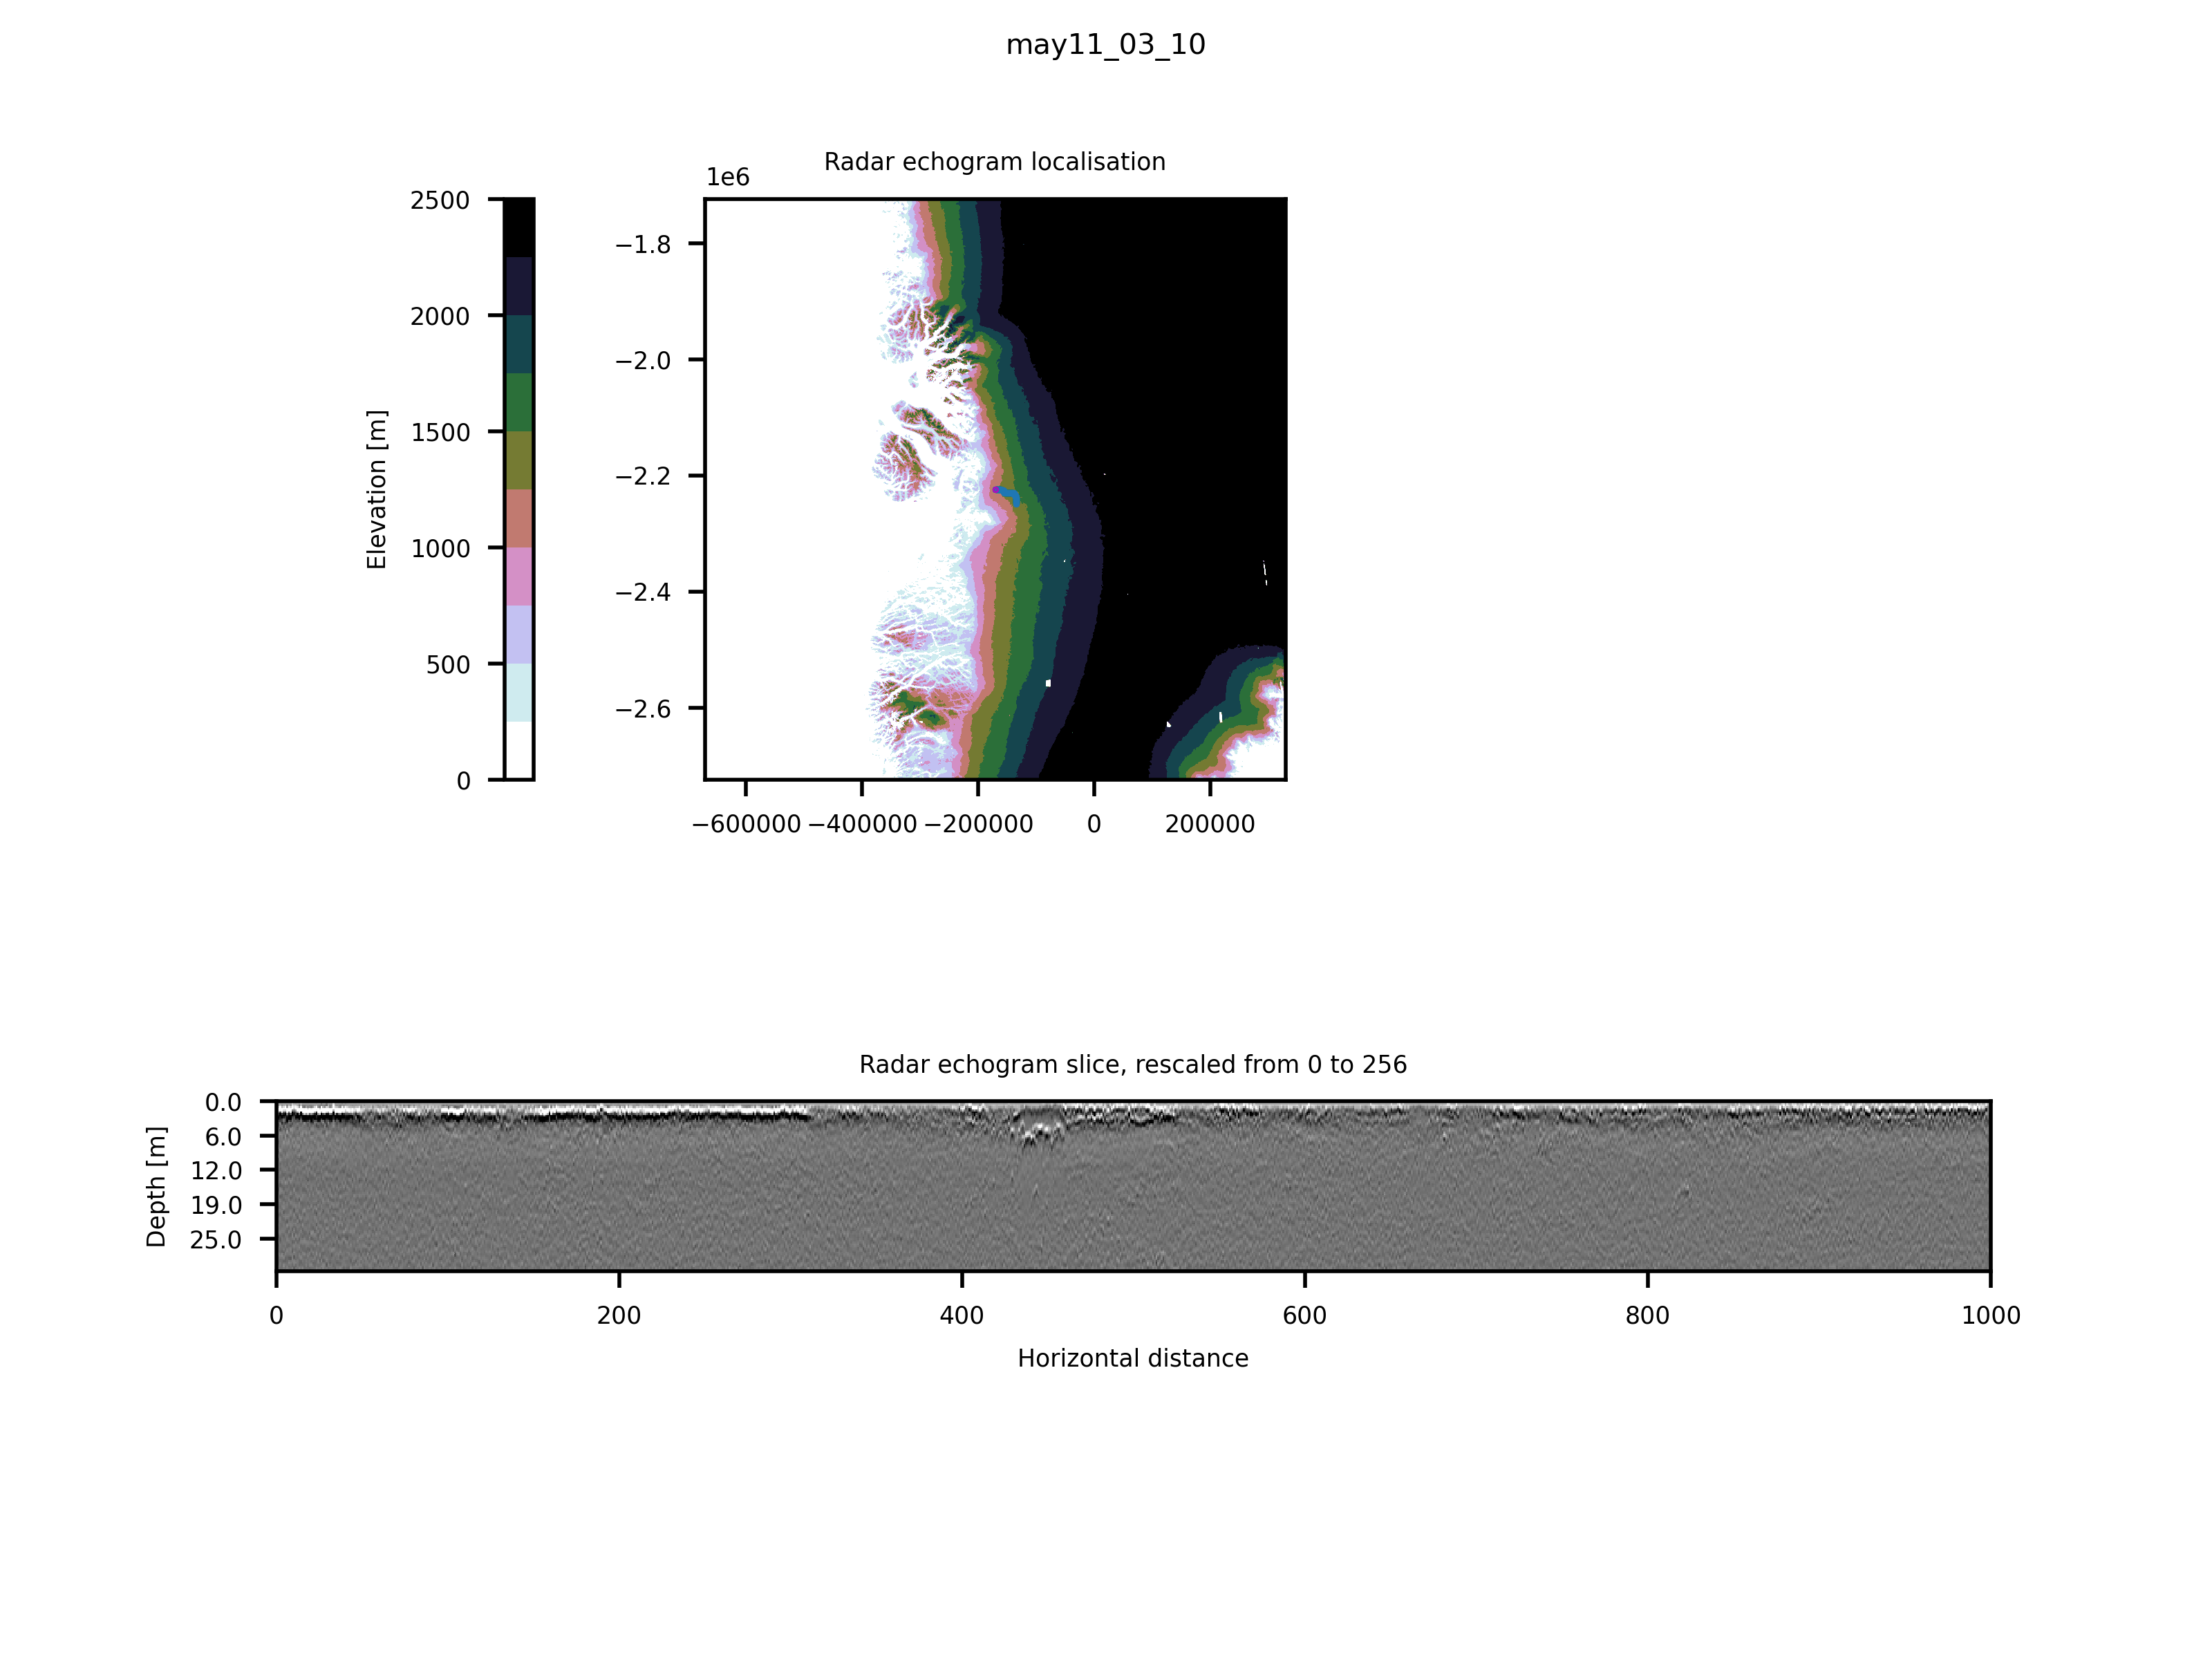 may11_03_10
Radar echogram localisation
1e6
2500
2000
1500
1000
500
0
Elevation [m]
−1.8
−2.0
−2.2
−2.4
−2.6
−600000 −400000 −200000 0 200000
Radar echogram slice, rescaled from 0 to 256
0.0
6.0
12.0
19.0
25.0
Depth [m]
0 200 400 600 800 1000
Horizontal distance